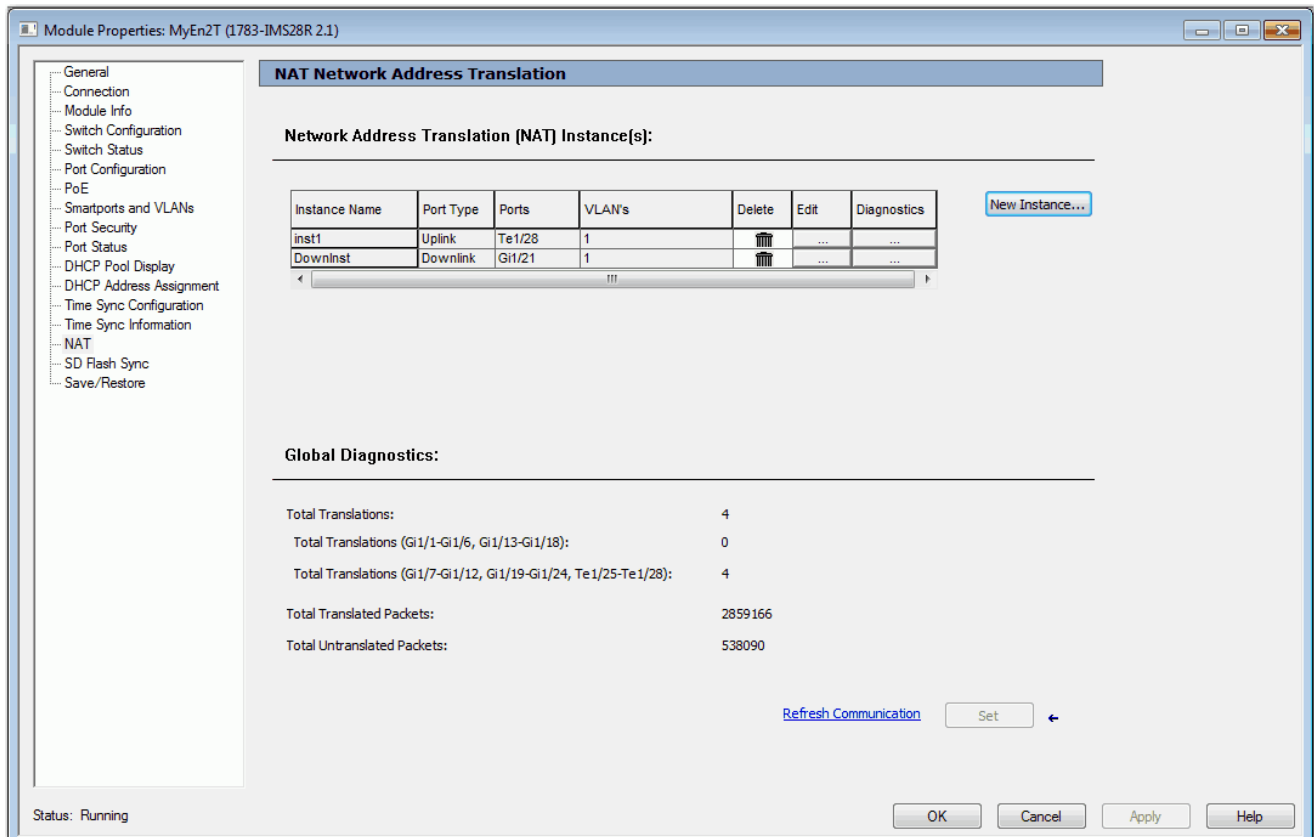 Module Properties: MyEn2T (1783-IMS28R 2.1)
General
Connection
Module Info
Switch Configuration
Switch Status
Port Configuration
PoE
Smartports and VLANs
Port Security
Port Status
DHCP Pool Display
DHCP Address Assignment
Time Sync Configuration
Time Sync Information
NAT
SD Flash Sync
Save/Restore
NAT Network Address Translation
Network Address Translation (NAT) Instance(s):
Instance Name Port Type Ports VLAN's Delete Edit Diagnostics
inst1 Uplink Te1/28 1 ... ...
DownInst Downlink Gi1/21 1 ... ...
New Instance...
Global Diagnostics:
Total Translations: 4
Total Translations (Gi1/1-Gi1/6, Gi1/13-Gi1/18): 0
Total Translations (Gi1/7-Gi1/12, Gi1/19-Gi1/24, Te1/25-Te1/28): 4
Total Translated Packets: 2859166
Total Untranslated Packets: 538090
Refresh Communication Set
Status: Running
OK Cancel Apply Help